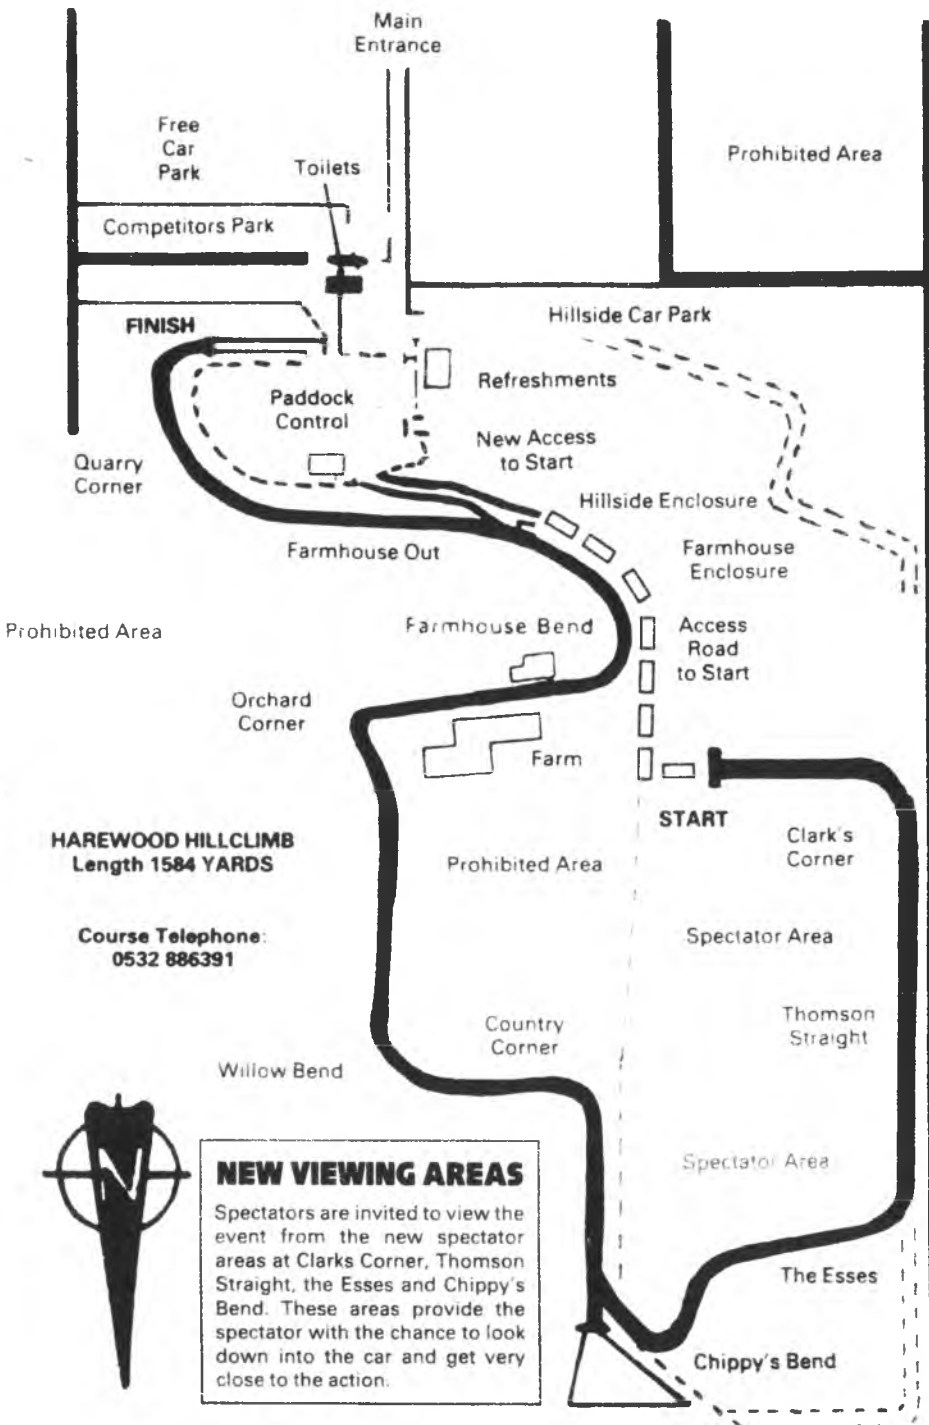 Main
Entrance
Free
Car
Park
Toilets
Prohibited Area
Competitors Park
FINISH
Hillside Car Park
Paddock
Control
Refreshments
Quarry
Corner
New Access
to Start
Hillside Enclosure
Farmhouse Out
Farmhouse
Enclosure
Prohibited Area
Farmhouse Bend
Access
Road
to Start
Orchard
Corner
Farm
START
HAREWOOD HILLCLIMB
Length 1584 YARDS
Clark's
Corner
Prohibited Area
Course Telephone:
0532 886391
Spectator Area
Country
Corner
Thomson
Straight
Willow Bend
N
Spectator Area
NEW VIEWING AREAS
Spectators are invited to view the
event from the new spectator
areas at Clarks Corner, Thomson
Straight, the Esses and Chippy's
Bend. These areas provide the
spectator with the chance to look
down into the car and get very
close to the action.
The Esses
Chippy's Bend